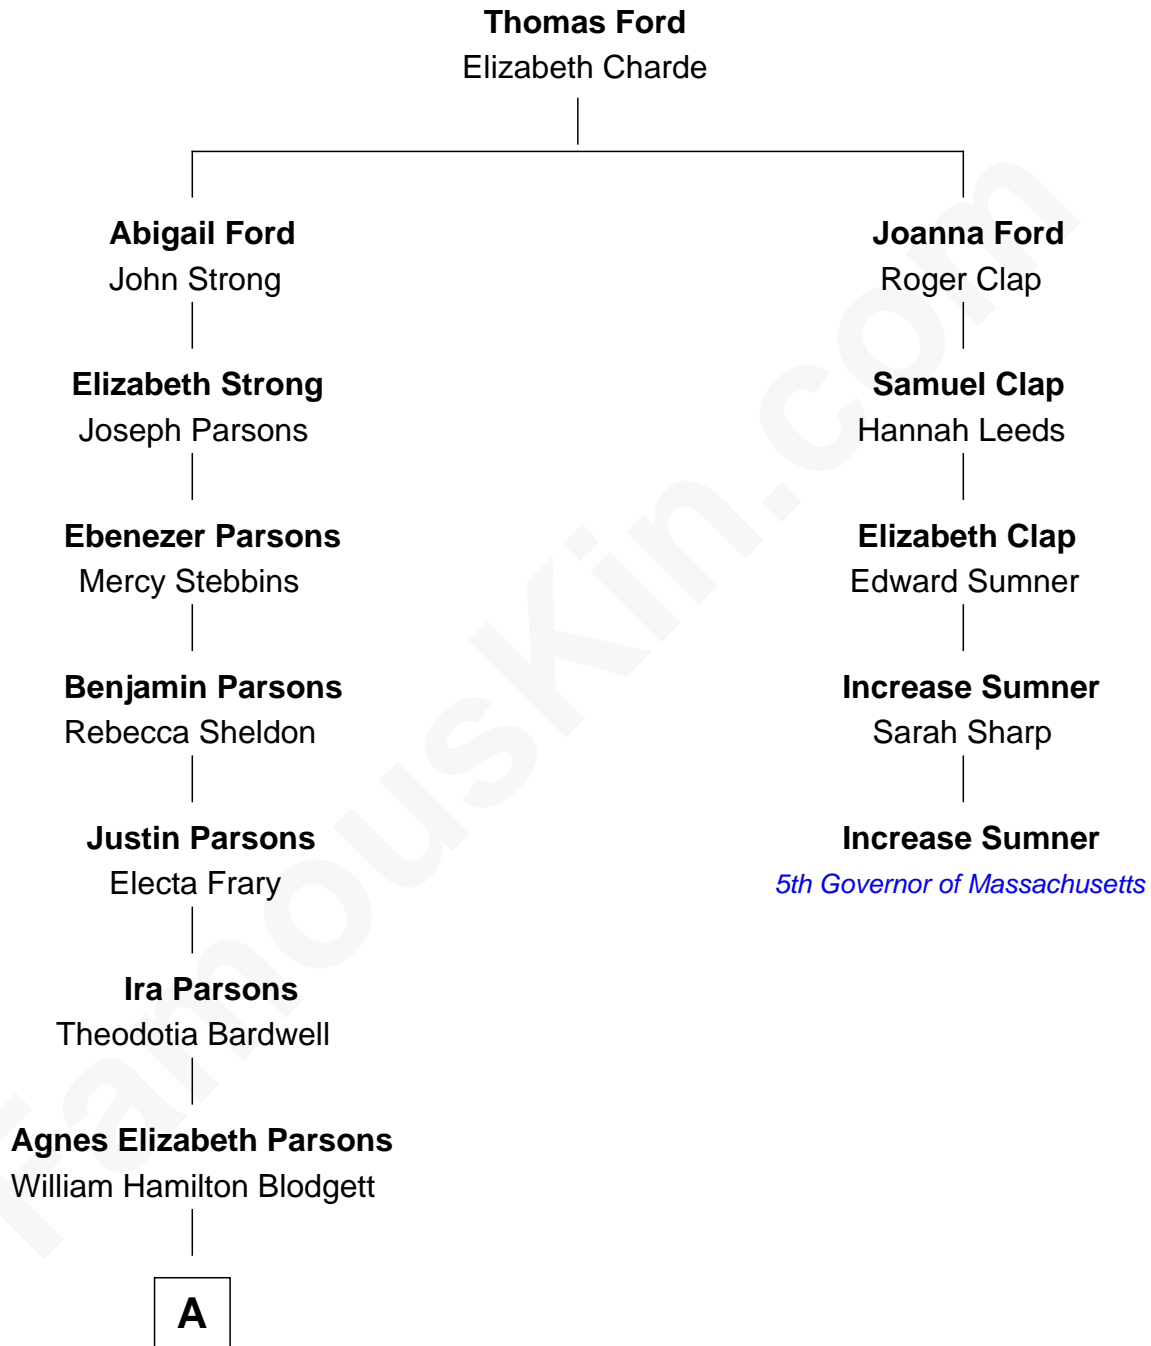 Thomas Ford
Elizabeth Charde
Abigail Ford
John Strong
Elizabeth Strong
Joseph Parsons
Ebenezer Parsons
Mercy Stebbins
Benjamin Parsons
Rebecca Sheldon
Justin Parsons
Electa Frary
Ira Parsons
Theodotia Bardwell
Agnes Elizabeth Parsons
William Hamilton Blodgett
A
Joanna Ford
Roger Clap
Samuel Clap
Hannah Leeds
Elizabeth Clap
Edward Sumner
Increase Sumner
Sarah Sharp
Increase Sumner
5th Governor of Massachusetts
FamousKin.com